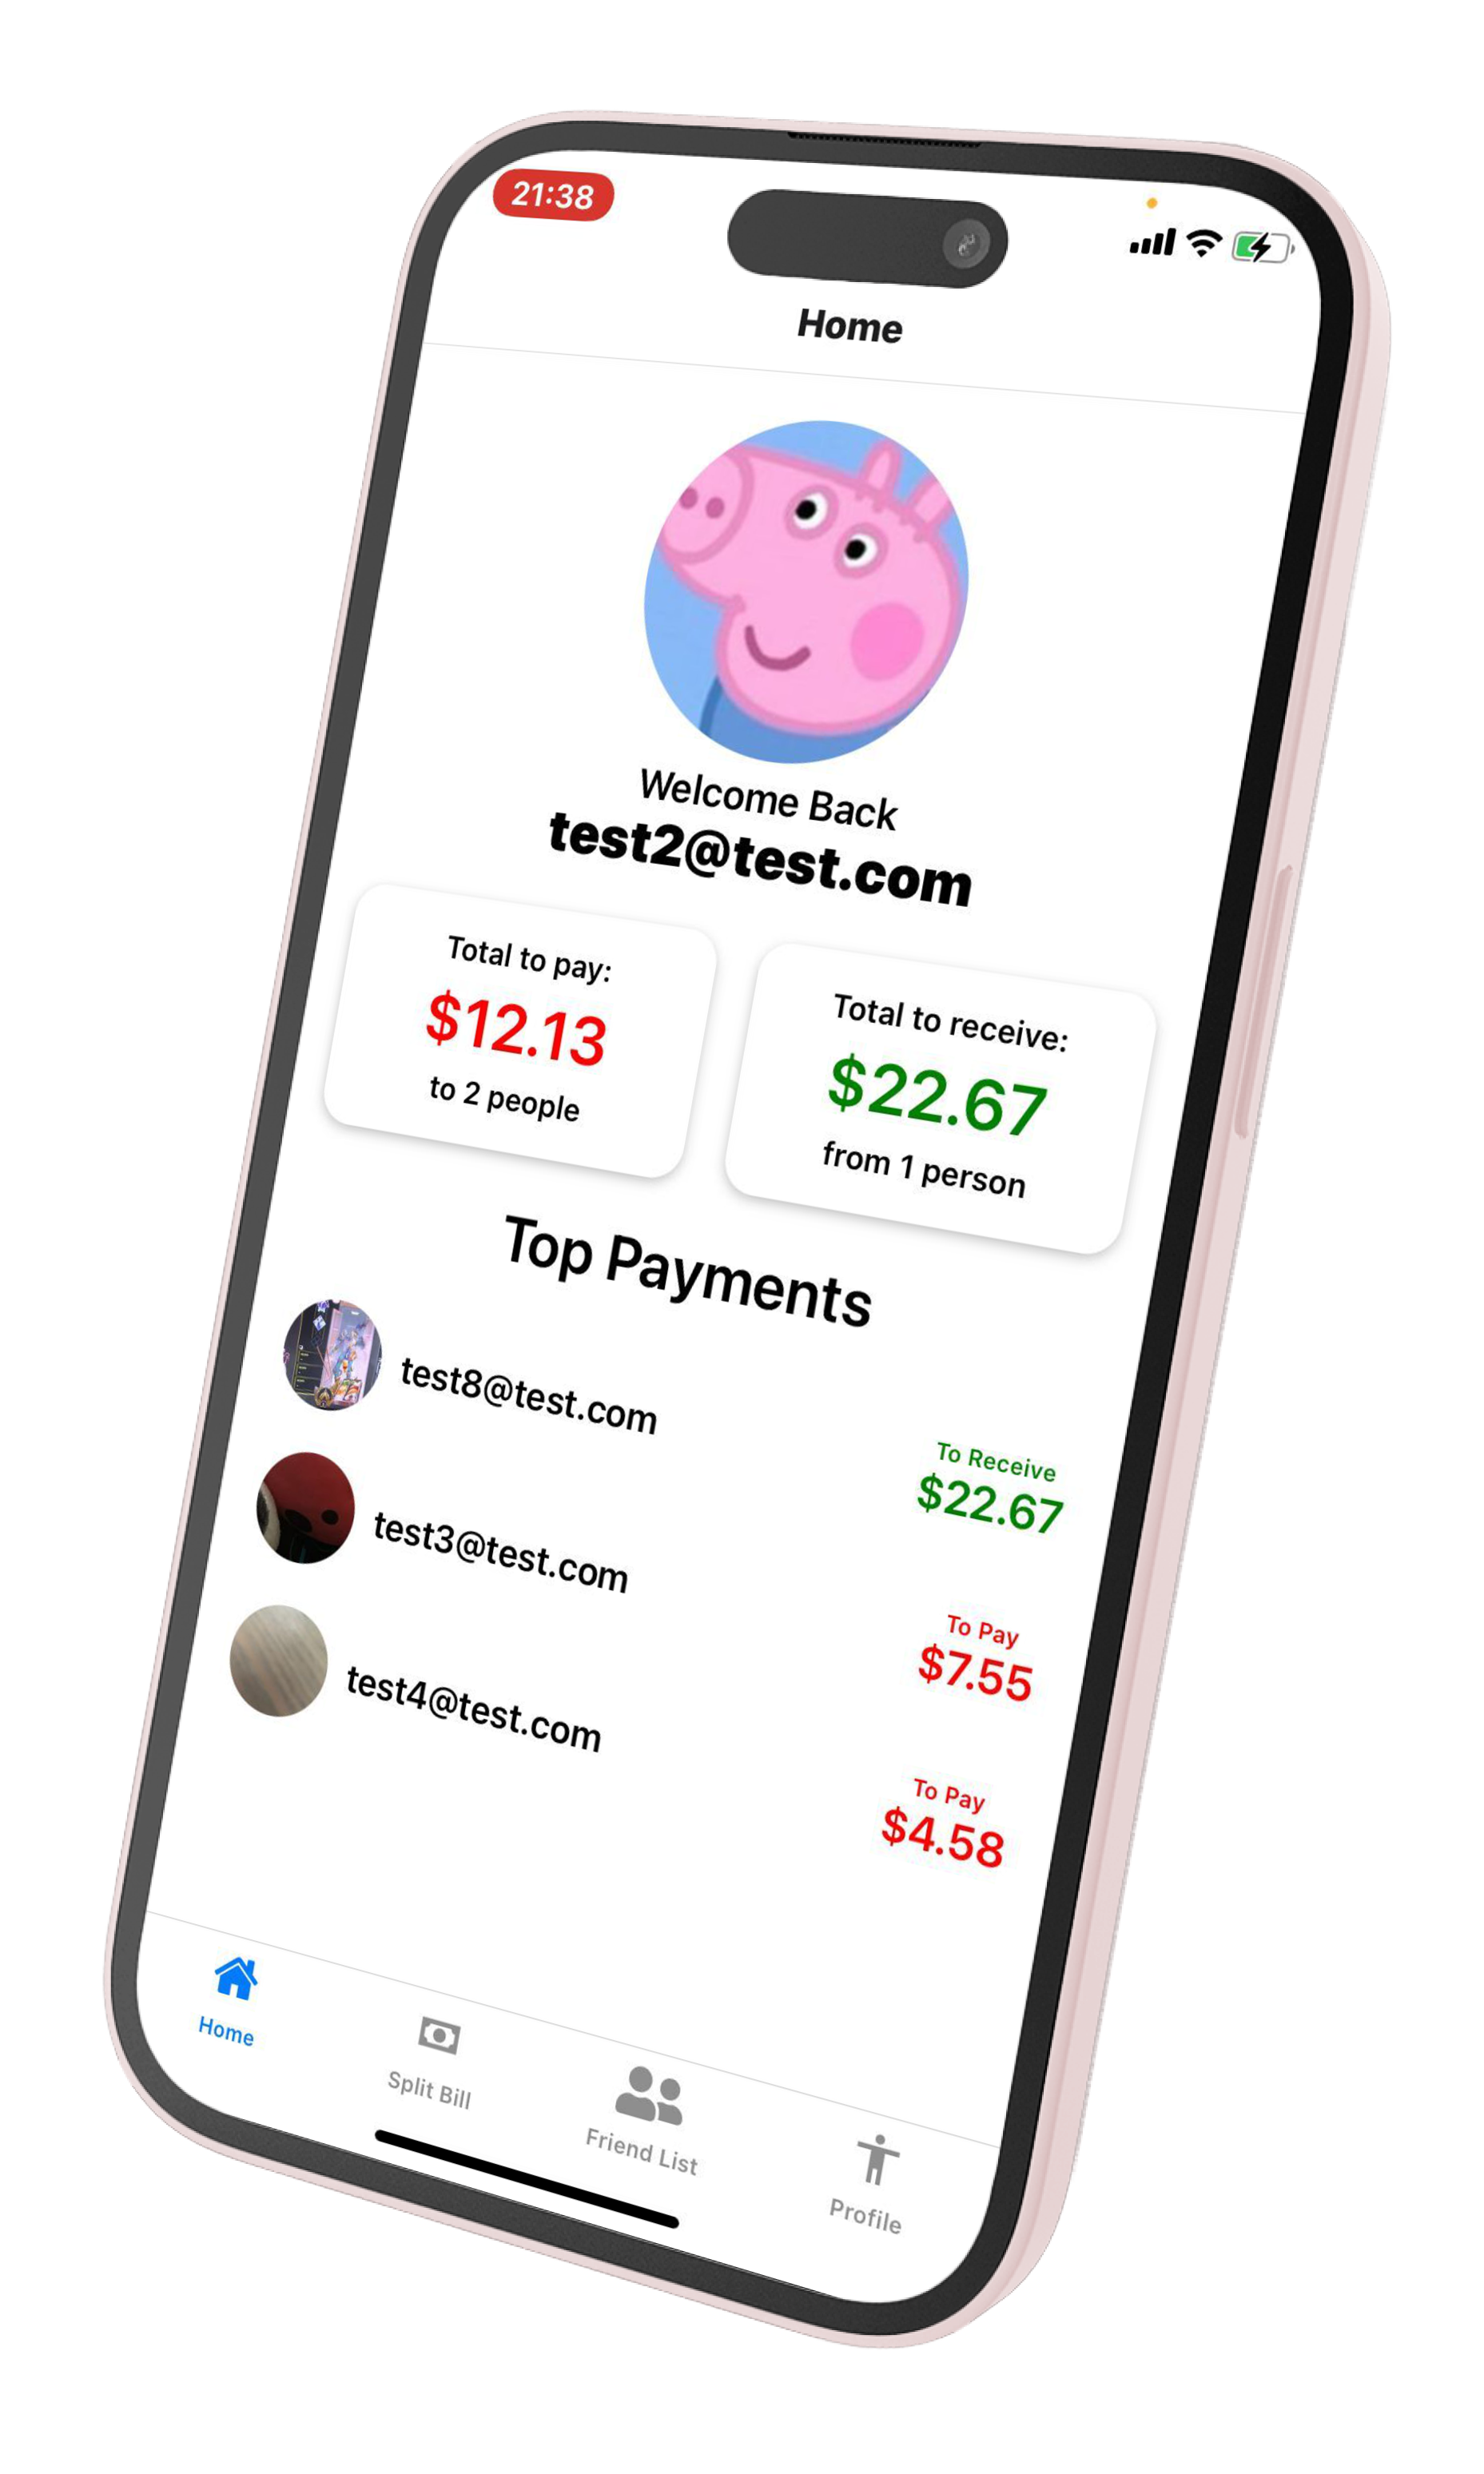 21:38
Home
Welcome Back
test2@test.com
Total to pay:
$12.13
to 2 people
Total to receive:
$22.67
from 1 person
Top Payments
test8@test.com
To Receive
$22.67
test3@test.com
To Pay
$7.55
test4@test.com
To Pay
$4.58
Home
Split Bill
Friend List
Profile